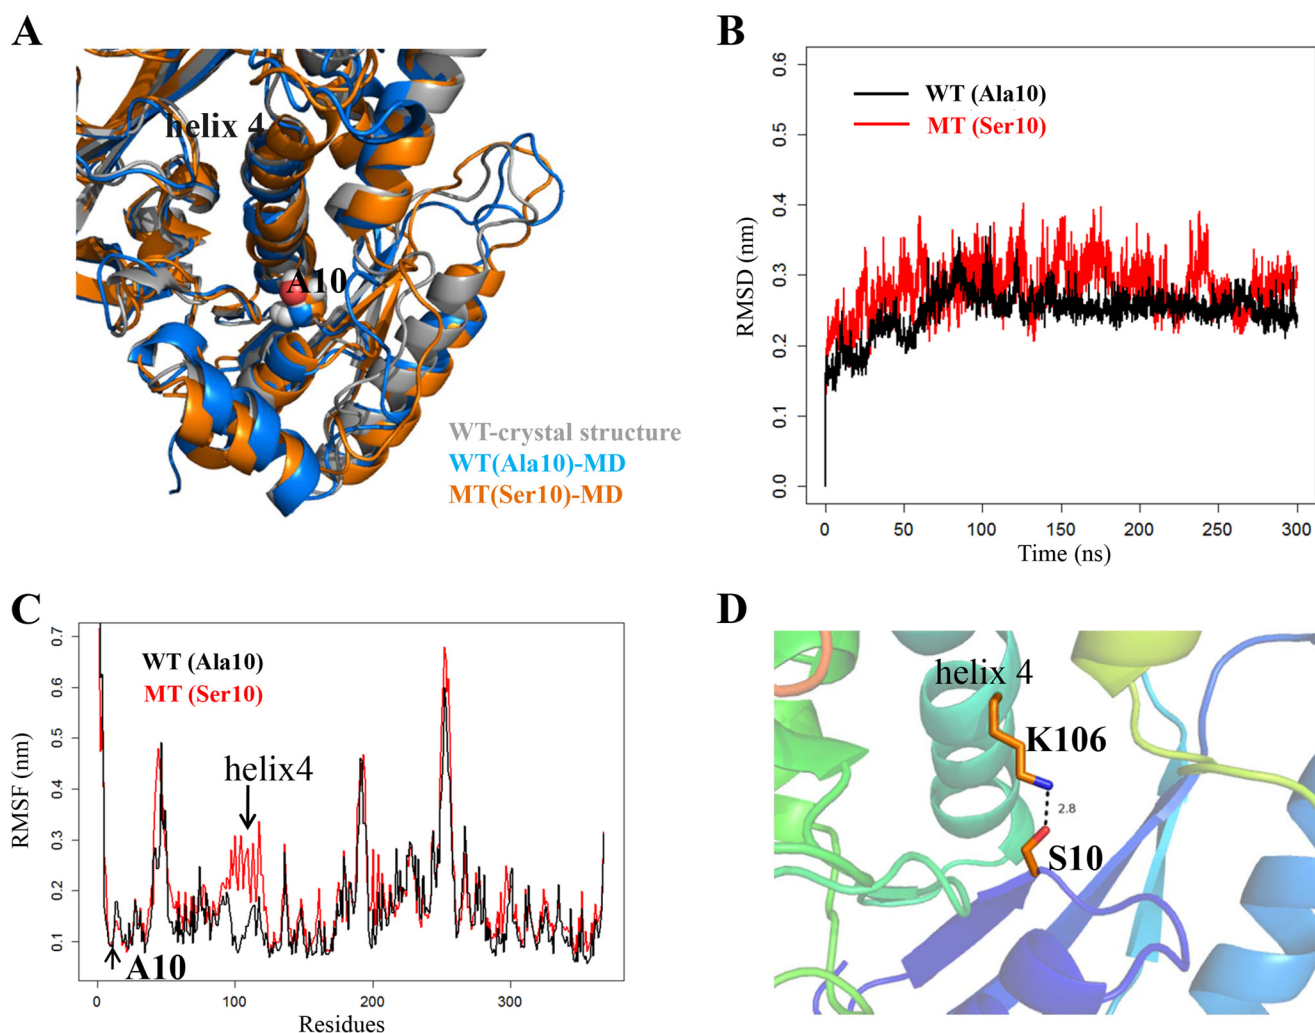 A
helix 4
A10
WT-crystal structure
WT(Ala10)-MD
MT(Ser10)-MD
B
0.6
0.5
0.4
0.3
0.2
0.1
0.0
RMSD (nm)
WT (Ala10)
MT (Ser10)
0 50 100 150 200 250 300
Time (ns)
C
0.7
0.6
0.5
0.4
0.3
0.2
0.1
RMSF (nm)
WT (Ala10)
MT (Ser10)
helix4
A10
0 100 200 300
Residues
D
helix 4
K106
2.8
S10